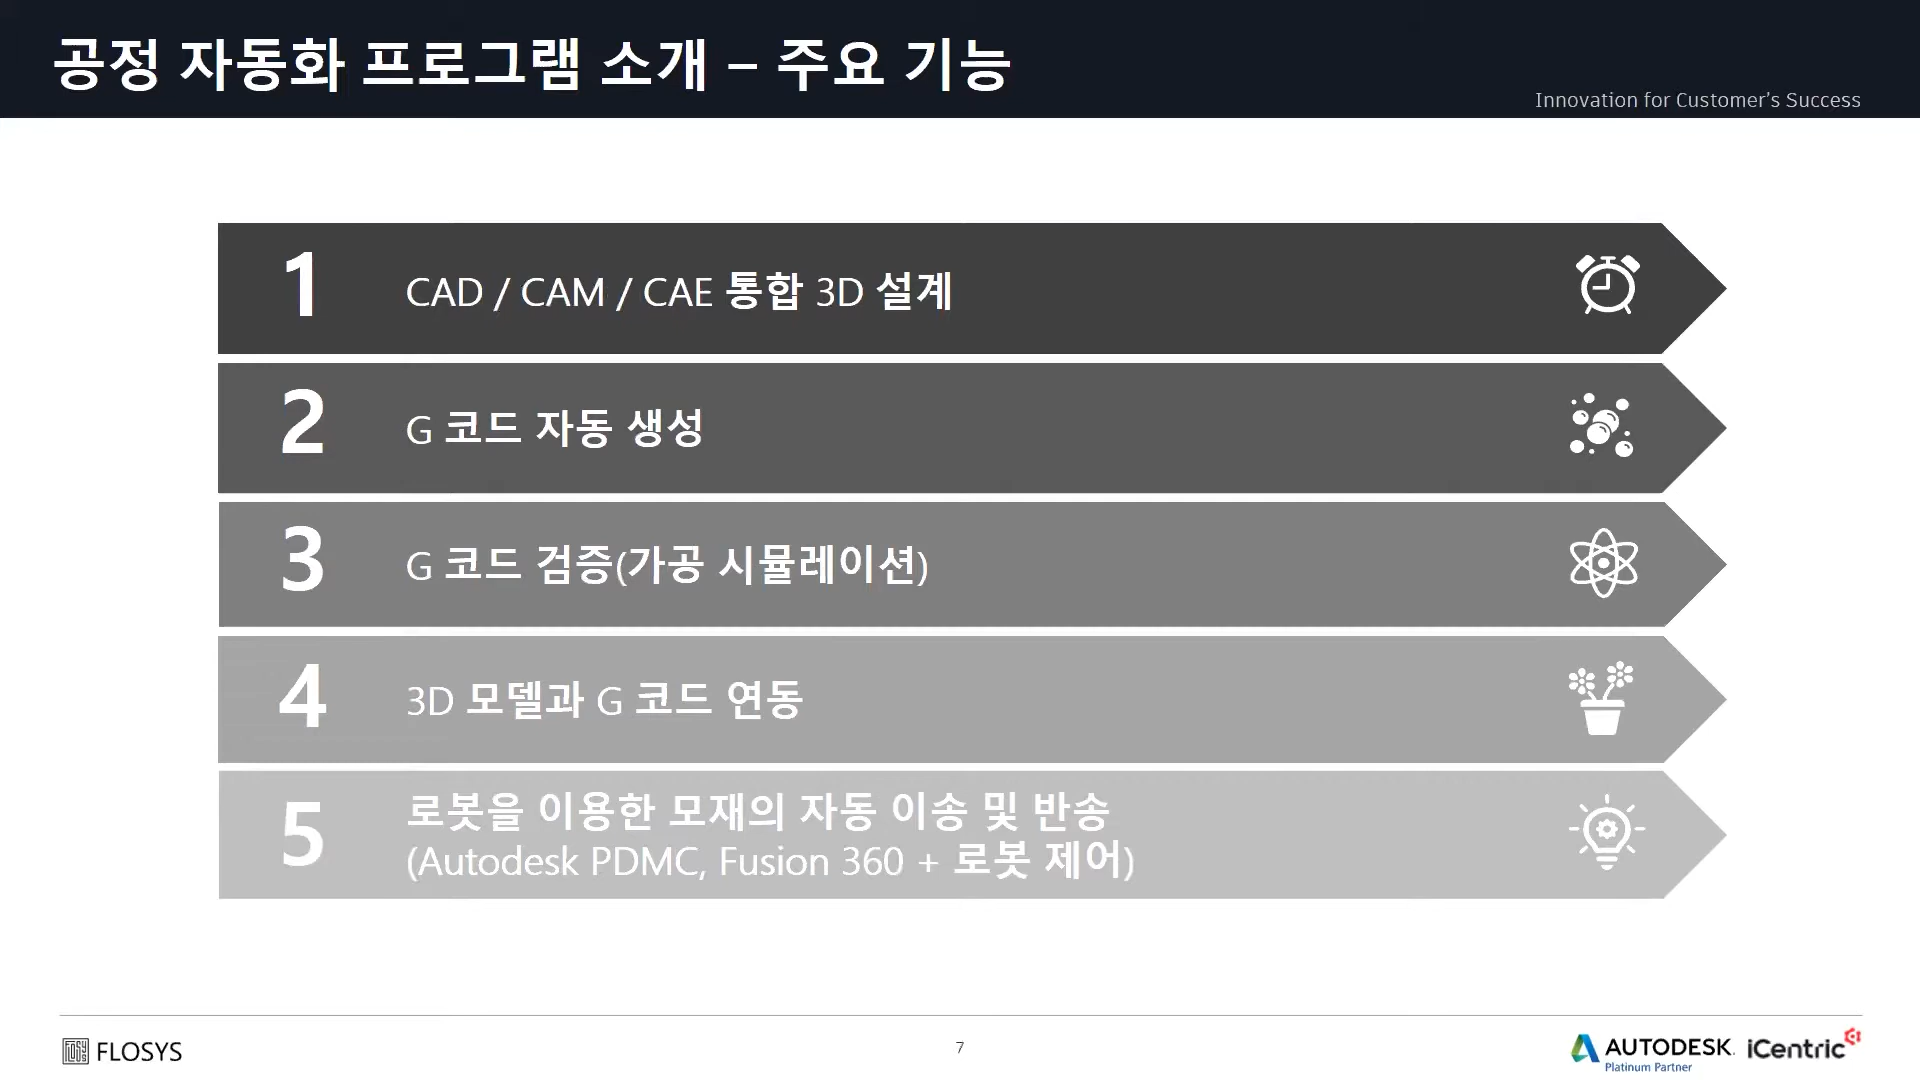 공정 자동화 프로그램 소개 – 주요 기능
Innovation for Customer's Success
1
CAD / CAM / CAE 통합 3D 설계
2
G 코드 자동 생성
3
G 코드 검증(가공 시뮬레이션)
4
3D 모델과 G 코드 연동
5
로봇을 이용한 모재의 자동 이송 및 반송
(Autodesk PDMC, Fusion 360 + 로봇 제어)
FLOSYS
7
AUTODESK
Platinum Partner
iCentric